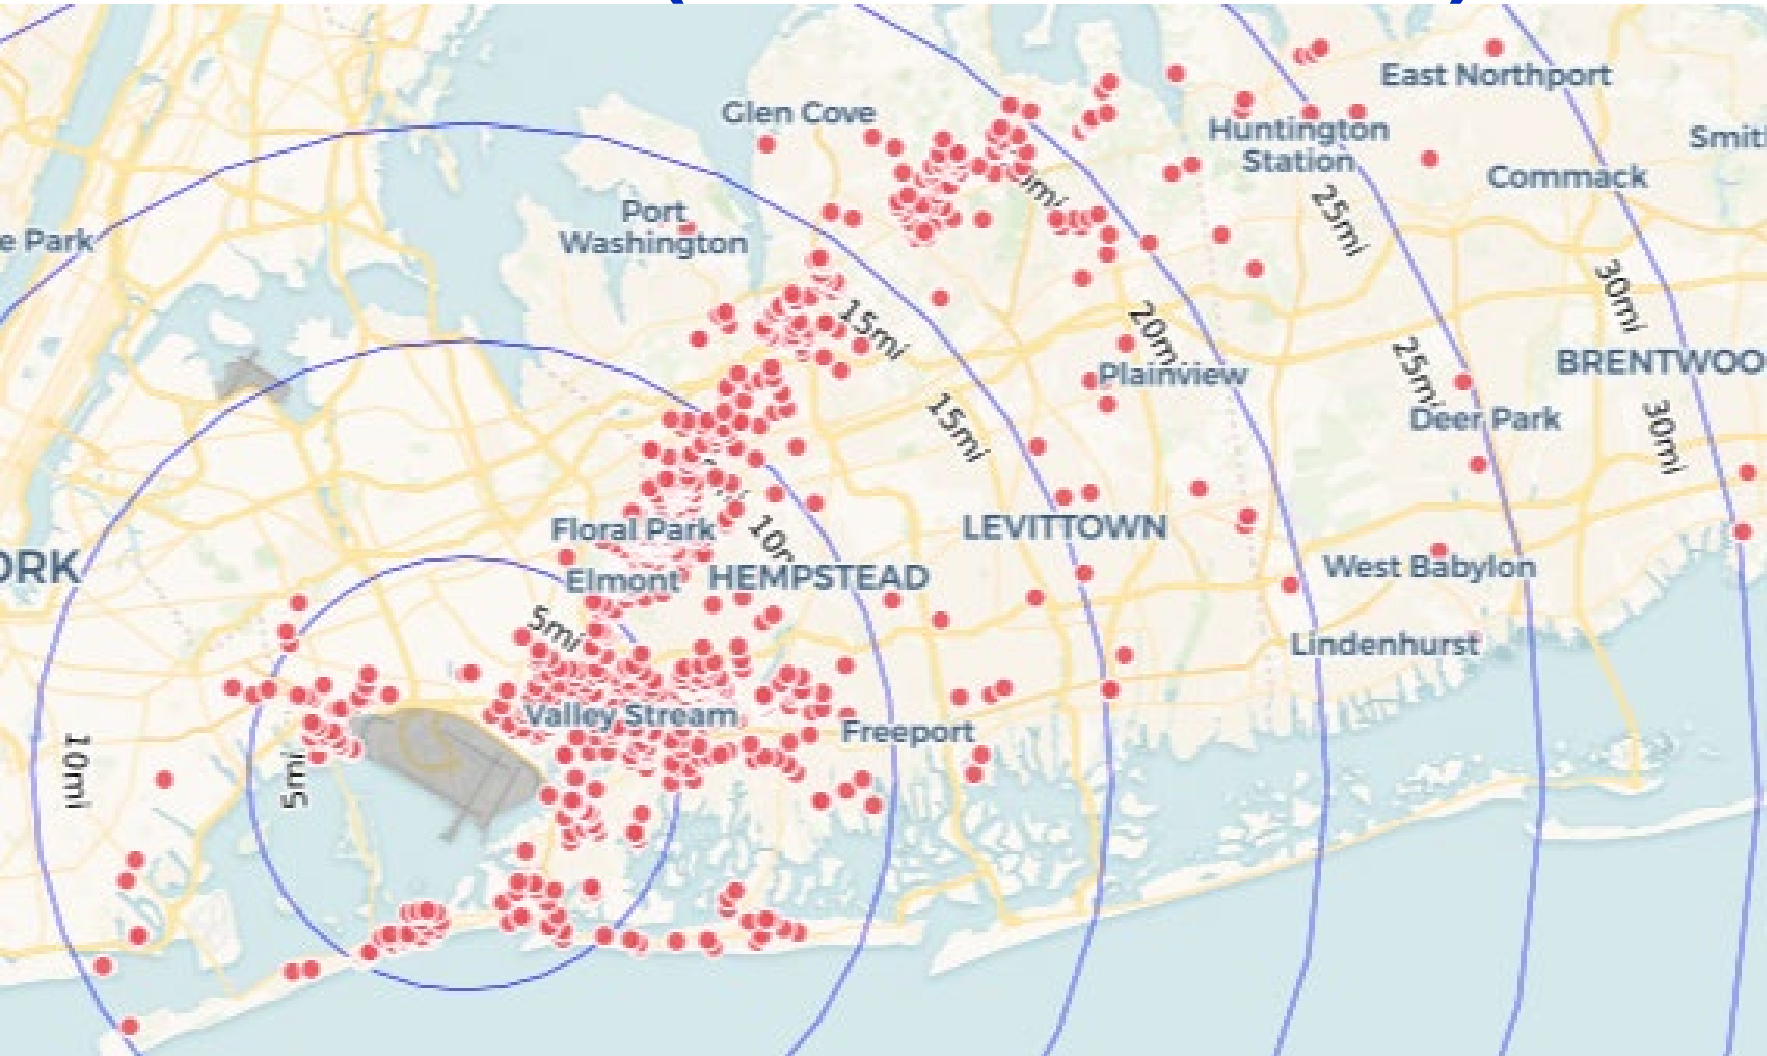 East Northport
Glen Cove
Huntington
Station
Smit
Commack
Port
Washington
e Park
25mi
30mi
15mi
20mi
Plainview
25mi
BRENTWOO
15mi
Deer Park
30mi
Floral Park
LEVITTOWN
ORK
Elmont
HEMPSTEAD
West Babylon
5mi
Lindenhurst
Valley Stream
Freeport
10mi
5mi